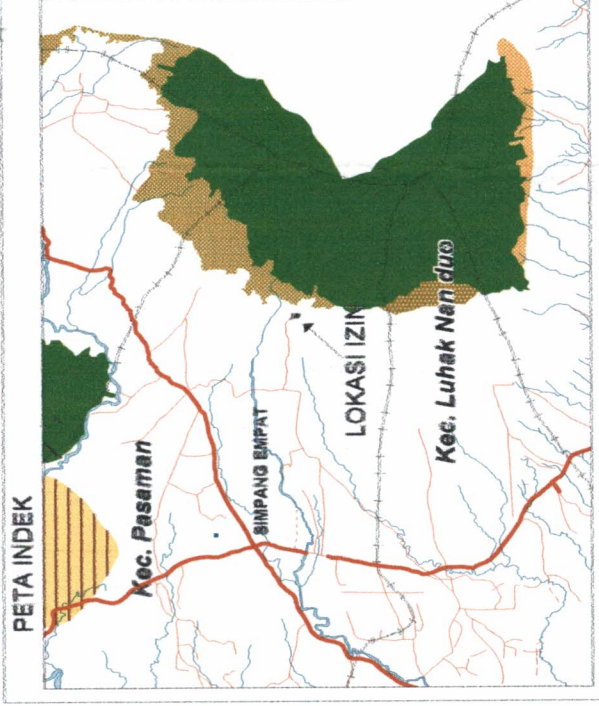 PETA INDEK
Kec. Pasaman
SIMPANG EMPAT
LOKASI IZIN
Kec. Luhak Nan duo